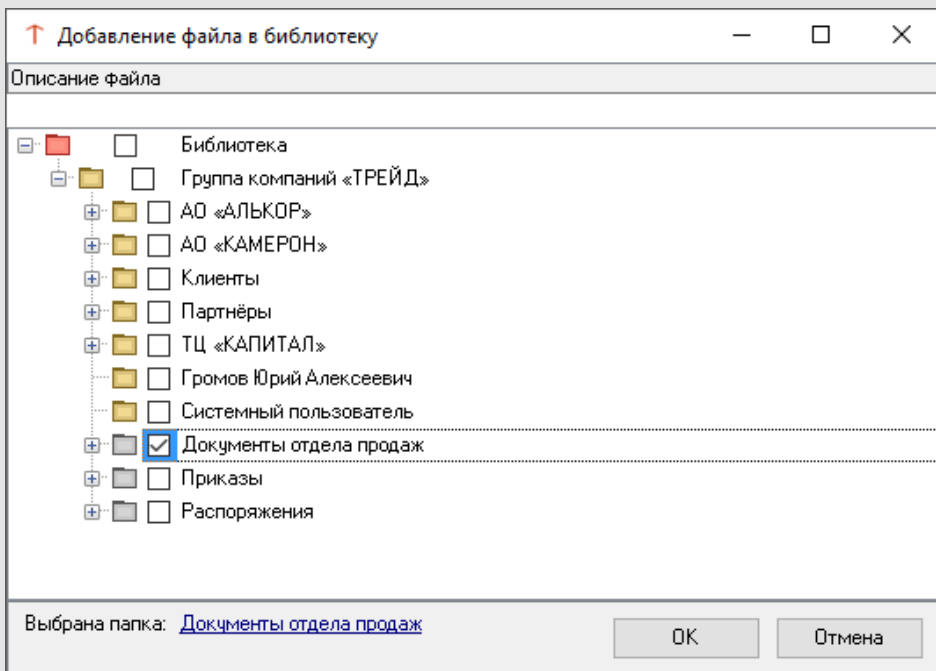 Добавление файла в библиотеку
Описание файла
Библиотека
Группа компаний «ТРЕЙД»
АО «АЛЬКОР»
АО «КАМЕРОН»
Клиенты
Партнёры
ТЦ «КАПИТАЛ»
Громов Юрий Алексеевич
Системный пользователь
Документы отдела продаж
Приказы
Распоряжения
Выбрана папка: Документы отдела продаж
ОК
Отмена